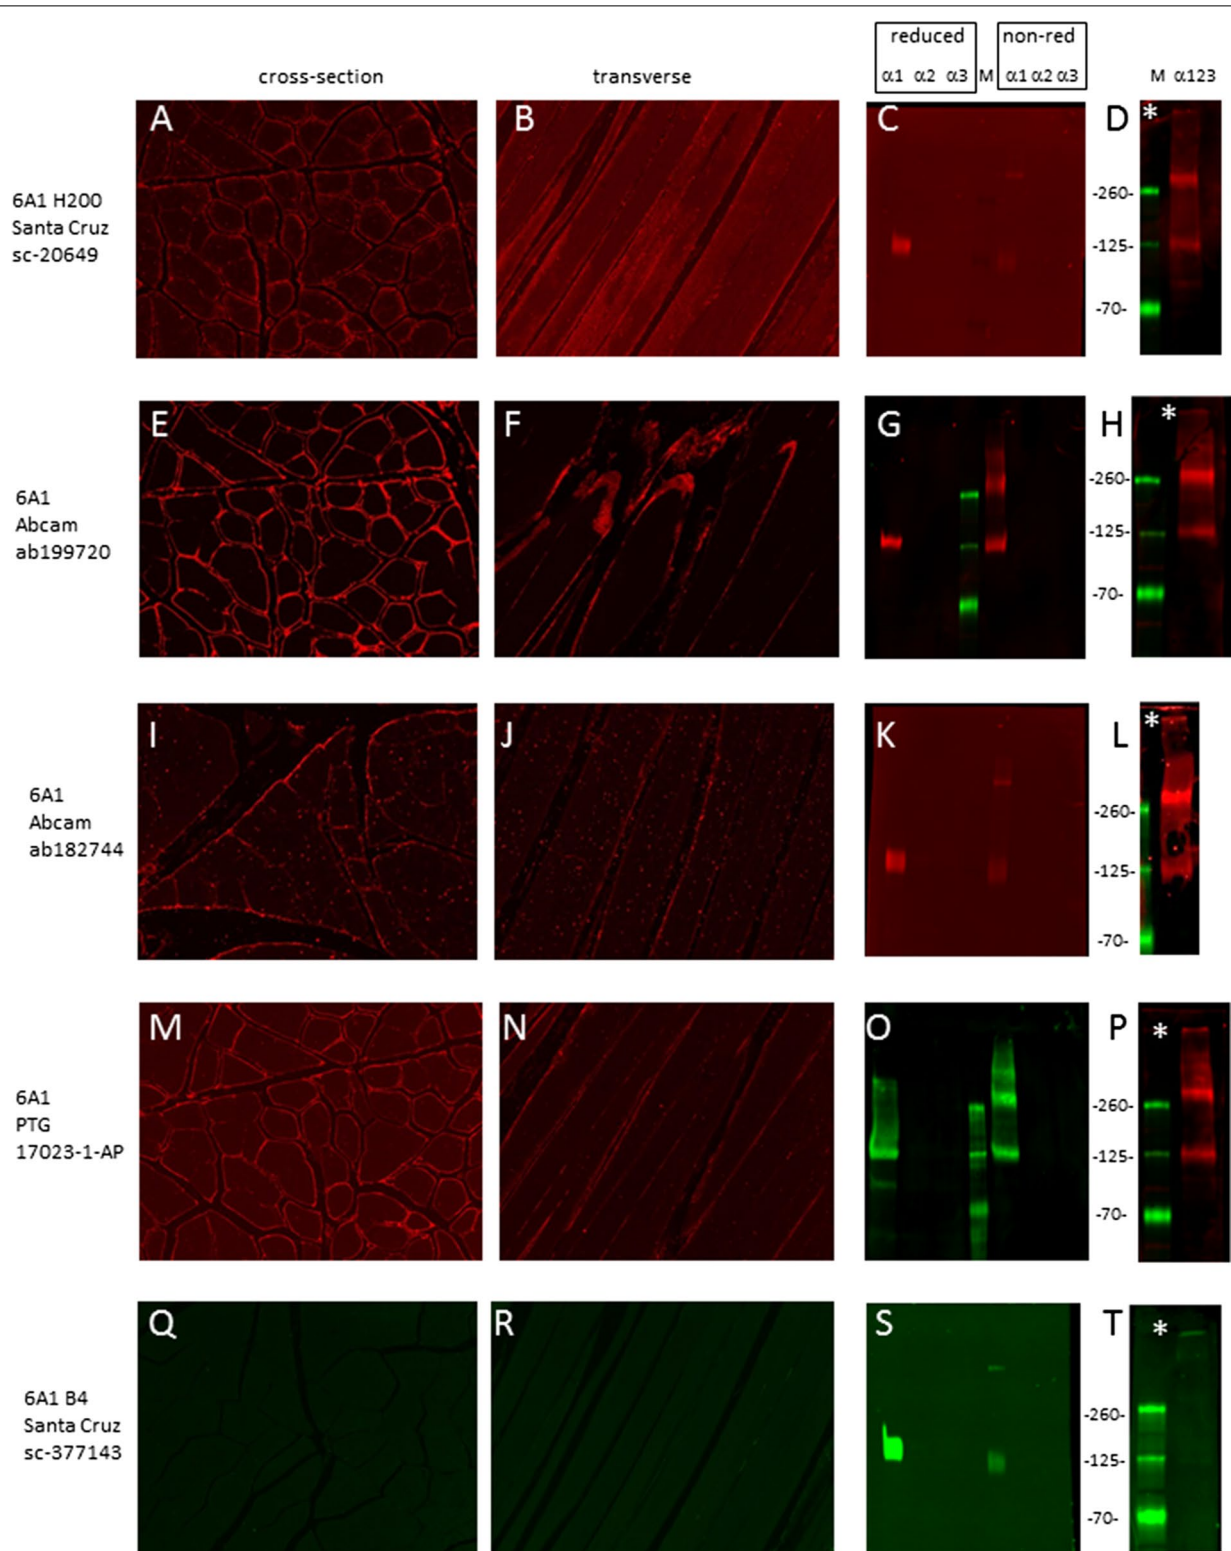 reduced non-red
cross-section transverse α1 α2 α3 M α1 α2 α3 M α123
A B C D *
6A1 H200
Santa Cruz
sc-20649
-260-
-125-
-70-
E F G H *
6A1
Abcam
ab199720
-260-
-125-
-70-
I J K L *
6A1
Abcam
ab182744
-260-
-125-
-70-
M N O P *
6A1
PTG
17023-1-AP
-260-
-125-
-70-
Q R S T *
6A1 B4
Santa Cruz
sc-377143
-260-
-125-
-70-